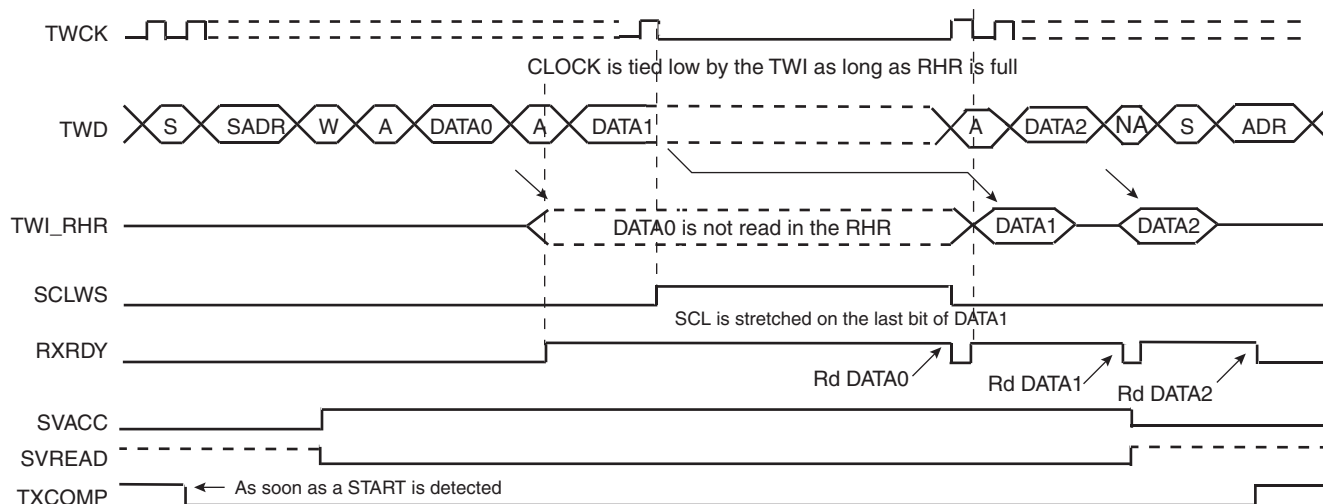 TWCK
CLOCK is tied low by the TWI as long as RHR is full
TWD S SADR W A DATA0 A DATA1 A DATA2 NA S ADR
TWI_RHR DATA0 is not read in the RHR DATA1 DATA2
SCLWS
SCL is stretched on the last bit of DATA1
RXRDY
Rd DATA0 Rd DATA1 Rd DATA2
SVACC
SVREAD
TXCOMP As soon as a START is detected